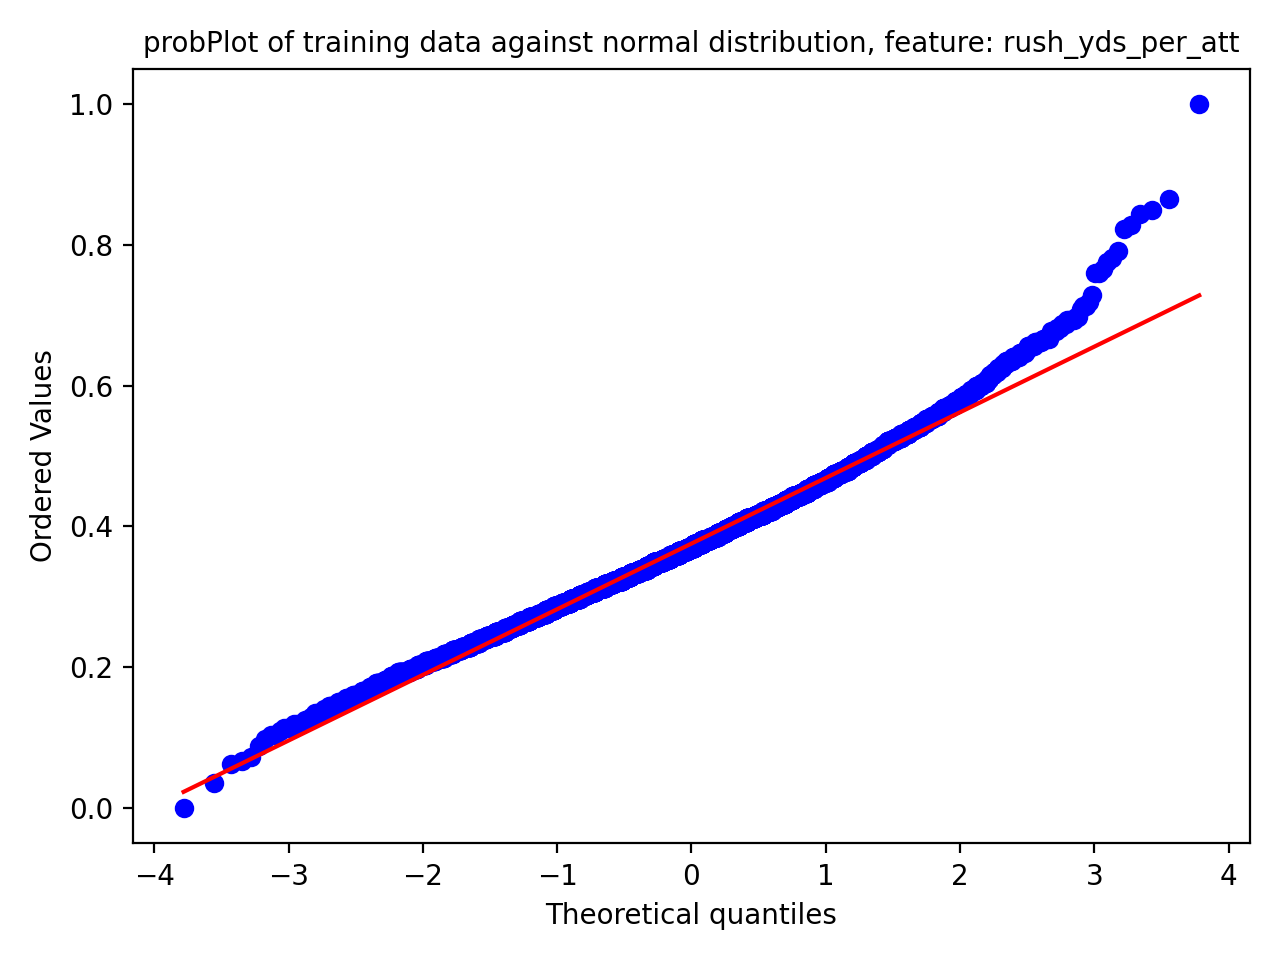 probPlot of training data against normal distribution, feature: rush_yds_per_att
1.0
0.8
0.6
0.4
0.2
0.0
Ordered Values
−4 −3 −2 −1 0 1 2 3 4
Theoretical quantiles